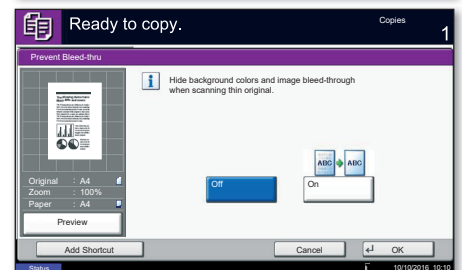 Ready to copy.
Copies
1
Prevent Bleed-thru
Hide background colors and image bleed-through
when scanning thin original.
ABC ABC
Original : A4
Zoom : 100%
Paper : A4
Off
On
Preview
Add Shortcut
Cancel
OK
Status
10/10/2016 10:10